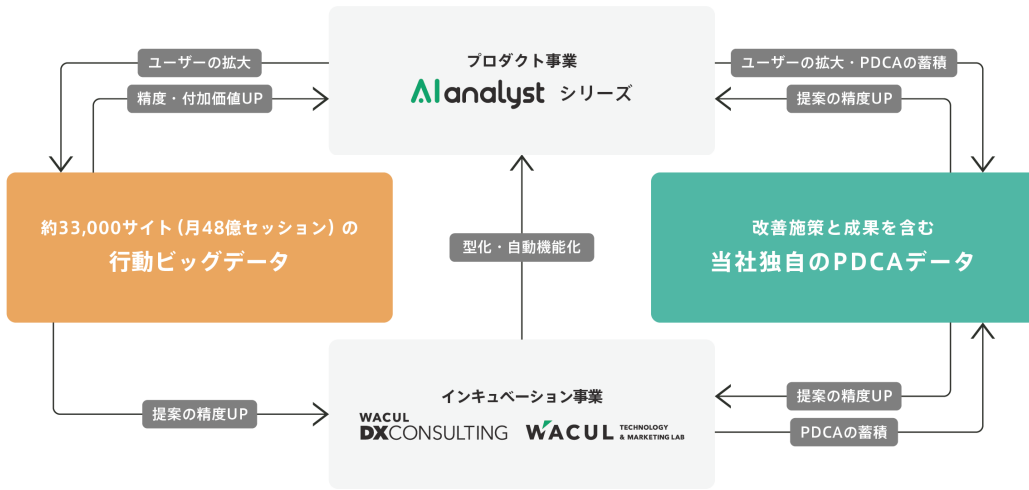 プロダクト事業
AI analyst シリーズ
ユーザーの拡大
精度・付加価値UP
ユーザーの拡大・PDCAの蓄積
提案の精度UP
約33,000サイト（月48億セッション）の
行動ビッグデータ
型化・自動機能化
改善施策と成果を含む
当社独自のPDCAデータ
インキュベーション事業
WACUL
DXCONSULTING
WACUL TECHNOLOGY
& MARKETING LAB
提案の精度UP
提案の精度UP
PDCAの蓄積